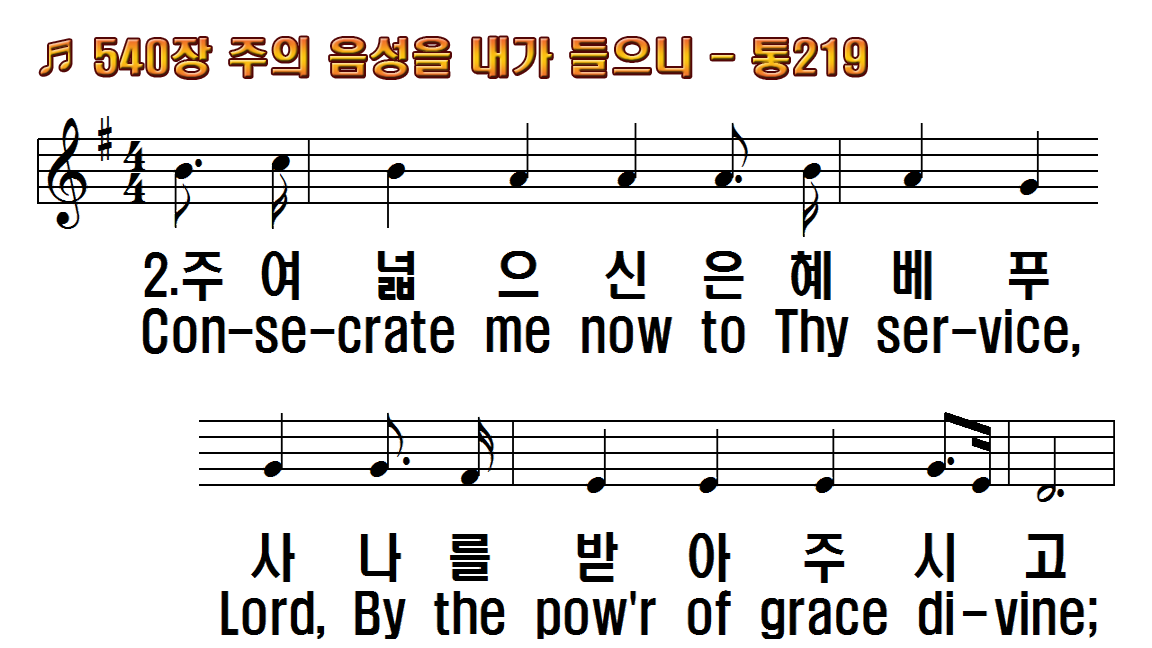 ♬ 540장 주의 음성을 내가 들으니 - 통219
4
4
2.주 여 넓 으 신 은 혜 베 푸
Con-se-crate me now to Thy ser-vice,
사 나 를 받 아 주 시 고
Lord, By the pow'r of grace di-vine;